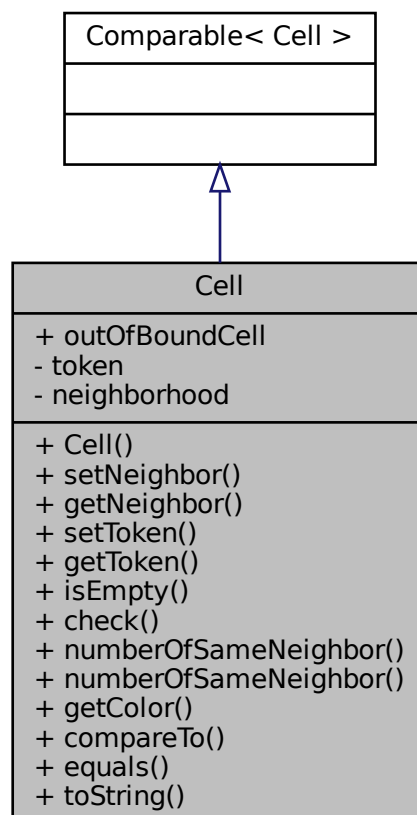 Comparable< Cell >
Cell
+ outOfBoundCell
- token
- neighborhood
+ Cell()
+ setNeighbor()
+ getNeighbor()
+ setToken()
+ getToken()
+ isEmpty()
+ check()
+ numberOfSameNeighbor()
+ numberOfSameNeighbor()
+ getColor()
+ compareTo()
+ equals()
+ toString()